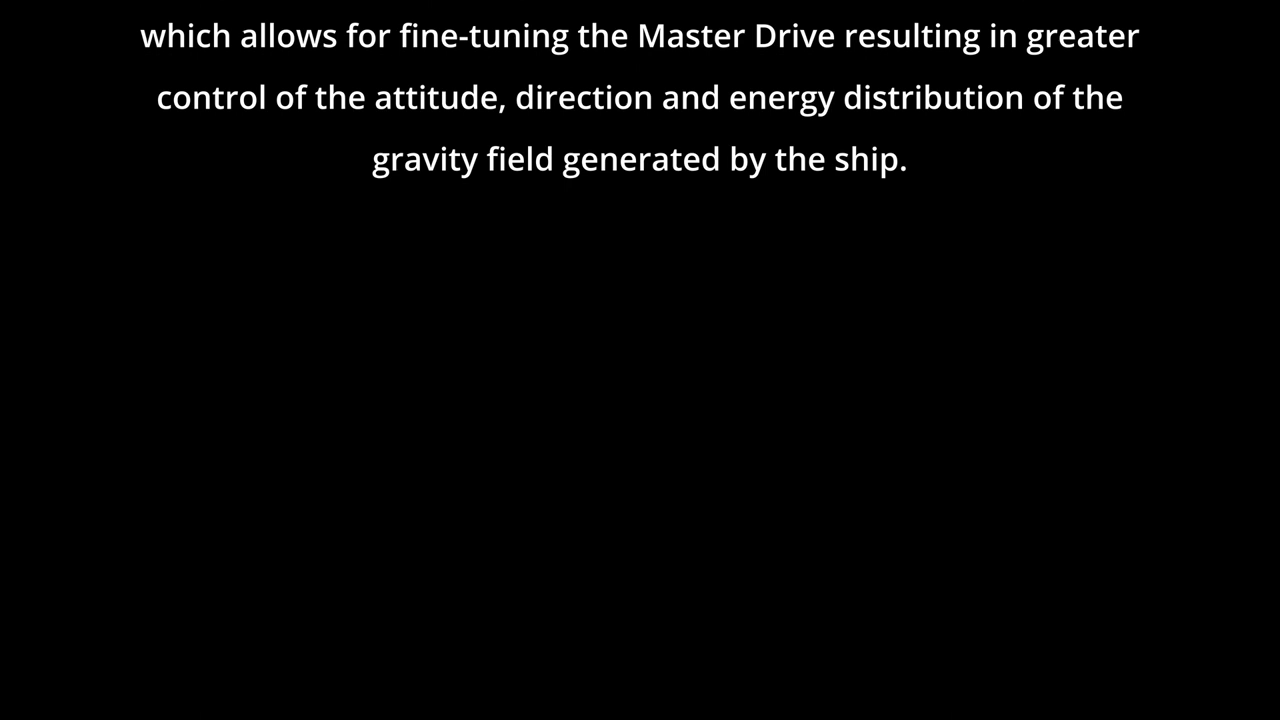 which allows for fine-tuning the Master Drive resulting in greater
control of the attitude, direction and energy distribution of the
gravity field generated by the ship.